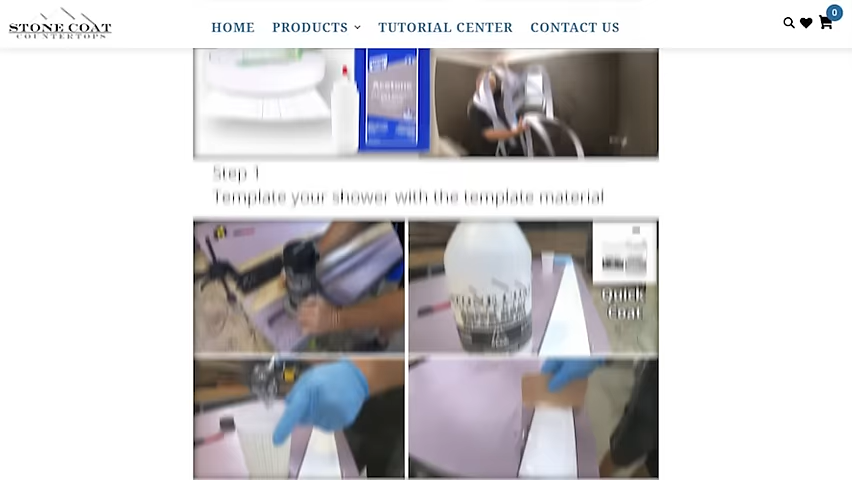 STONE COAT
COUNTERTOPS
HOME PRODUCTS TUTORIAL CENTER CONTACT US
0
Acetone
Step 1
Template your shower with the template material
Quick
Coat